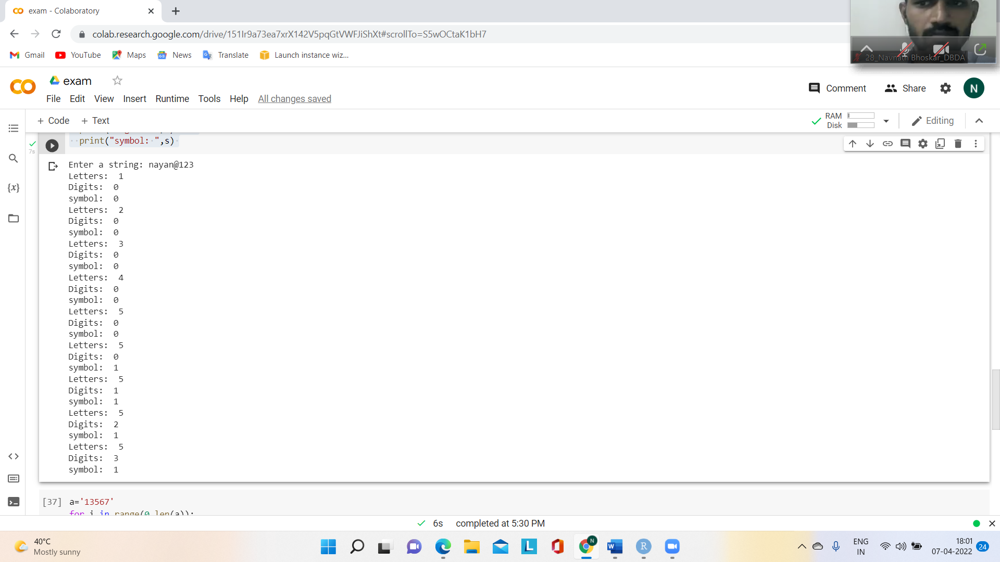 exam - Colaboratory
colab.research.google.com/drive/151Ir9a73ea7xrX142V5pqGtVWFJiShXt#scrollTo=S5wOCtaK1bH7
Gmail YouTube Maps News Translate Launch instance wiz...
28_Navnath Bhoskar_DBDA
exam
Comment Share N
File Edit View Insert Runtime Tools Help All changes saved
+ Code + Text
RAM
Disk
Editing
print("symbol: ",s)
7s
Enter a string: nayan@123
Letters:  1
Digits:  0
symbol:  0
Letters:  2
Digits:  0
symbol:  0
Letters:  3
Digits:  0
symbol:  0
Letters:  4
Digits:  0
symbol:  0
Letters:  5
Digits:  0
symbol:  0
Letters:  5
Digits:  0
symbol:  1
Letters:  5
Digits:  1
symbol:  1
Letters:  5
Digits:  2
symbol:  1
Letters:  5
Digits:  3
symbol:  1
[37] a='13567'
for i in range(0,len(a)):
6s completed at 5:30 PM
40°C
Mostly sunny
ENG
IN
18:01
07-04-2022
24